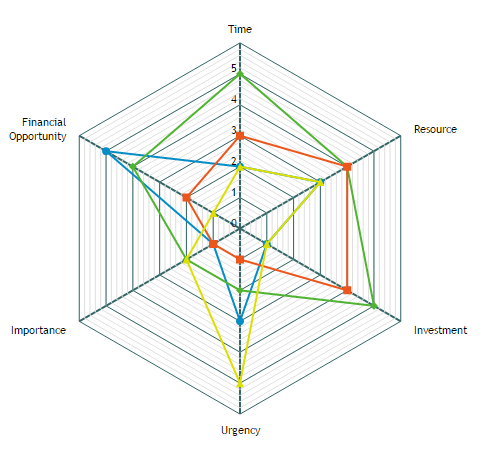 Time
5
4
3
2
1
0
Financial
Opportunity
Resource
Importance
Investment
Urgency